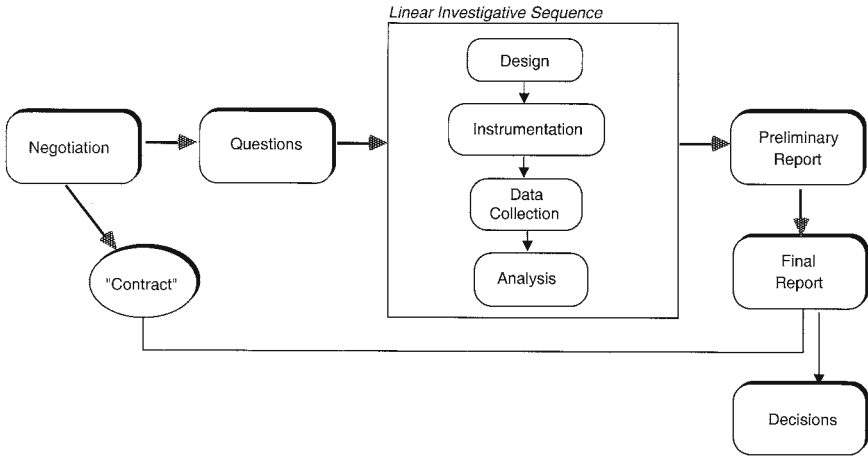 Linear Investigative Sequence
Negotiation
Questions
"Contract"
Design
Instrumentation
Data
Collection
Analysis
Preliminary
Report
Final
Report
Decisions